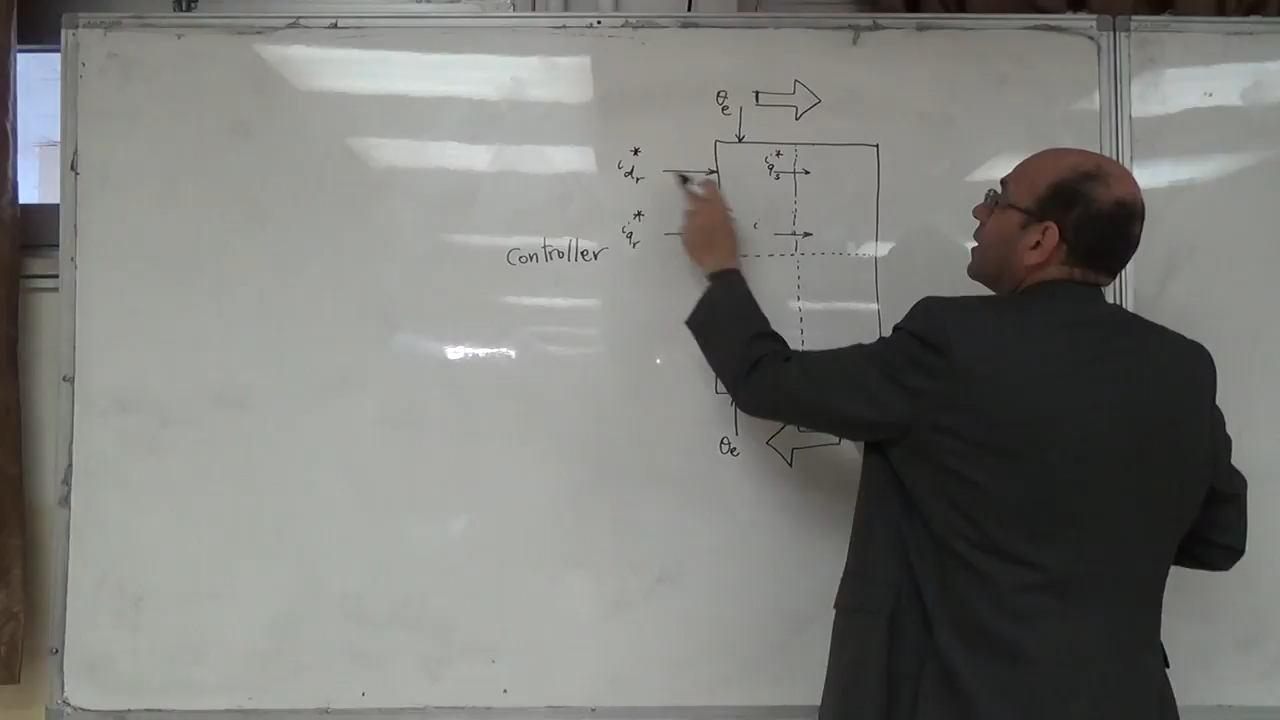 θe
i*dr i*qs
i*qr i
Controller
θe